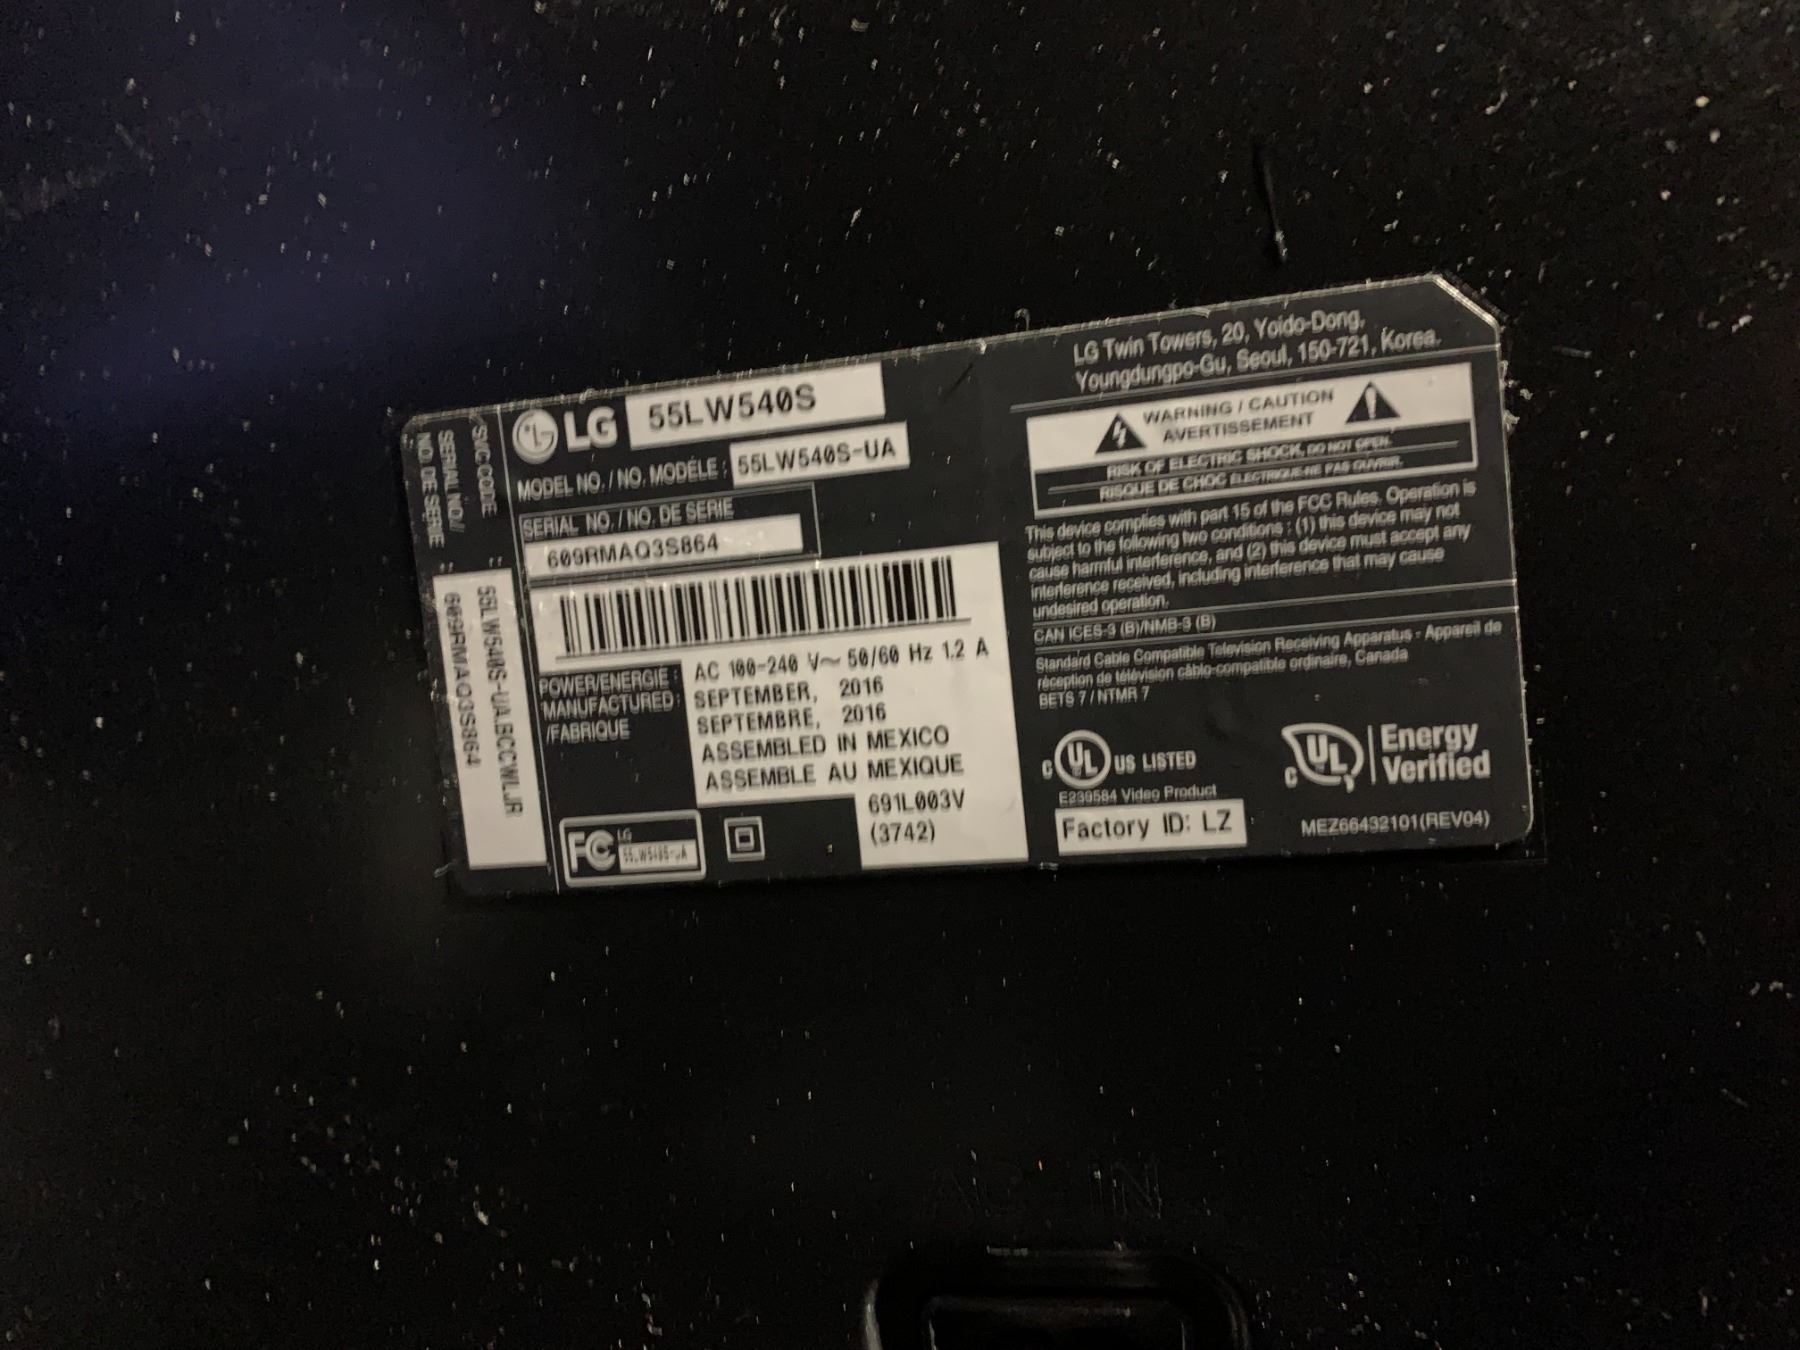 LG 55LW540S
MODEL NO. / NO. MODÈLE : 55LW540S-UA
SERIAL NO. / NO. DE SERIE
609RMAQ3S864
POWER/ENERGIE : AC 100-240 V~ 50/60 Hz 1.2 A
MANUFACTURED : SEPTEMBER, 2016
/FABRIQUE SEPTEMBRE, 2016
ASSEMBLED IN MEXICO
ASSEMBLE AU MEXIQUE
691L003V
(3742)
FC LG
SVC CODE : 55LW540S-UA.BCCWLJR
SERIAL NO./ : 609RMAQ3S864
NO. DE SERIE
LG Twin Towers, 20, Yoido-Dong,
Youngdungpo-Gu, Seoul, 150-721, Korea.
WARNING / CAUTION
AVERTISSEMENT
RISK OF ELECTRIC SHOCK, DO NOT OPEN.
RISQUE DE CHOC ELECTRIQUE-NE PAS OUVRIR.
This device complies with part 15 of the FCC Rules. Operation is
subject to the following two conditions : (1) this device may not
cause harmful interference, and (2) this device must accept any
interference received, including interference that may cause
undesired operation.
CAN ICES-3 (B)/NMB-3 (B)
Standard Cable Compatible Television Receiving Apparatus - Appareil de
réception de télévision câblo-compatible ordinaire, Canada
BETS 7 / NTMR 7
C UL US LISTED
E239584 Video Product
Factory ID: LZ
C UL Energy
Verified
MEZ66432101(REV04)
AC IN